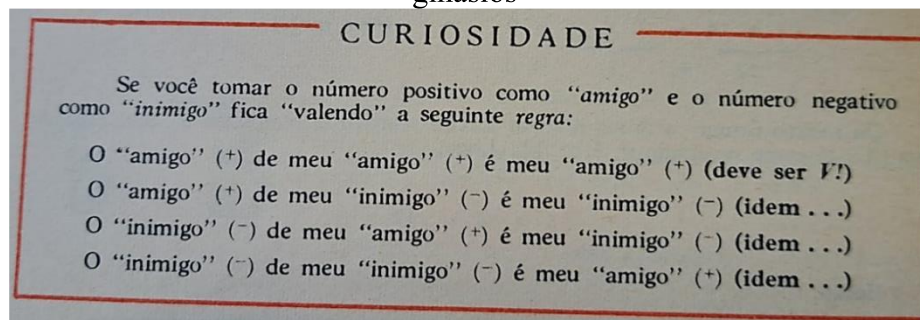 ginásios
CURIOSIDADE
Se você tomar o número positivo como “amigo” e o número negativo
como “inimigo” fica “valendo” a seguinte regra:
O “amigo” (+) de meu “amigo” (+) é meu “amigo” (+) (deve ser V!)
O “amigo” (+) de meu “inimigo” (−) é meu “inimigo” (−) (idem . . .)
O “inimigo” (−) de meu “amigo” (+) é meu “inimigo” (−) (idem . . .)
O “inimigo” (−) de meu “inimigo” (−) é meu “amigo” (+) (idem . . .)